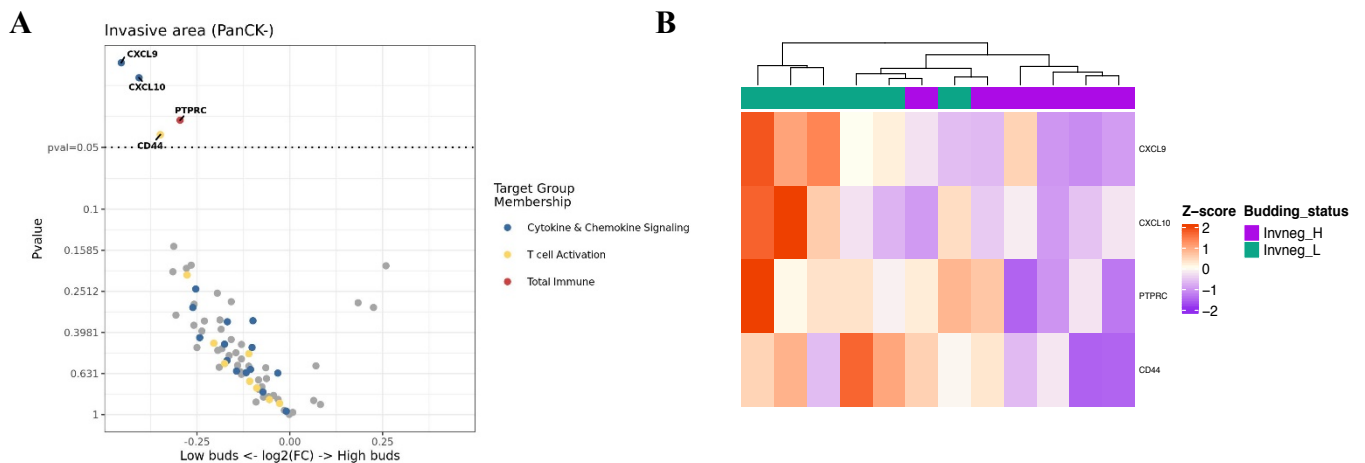 A
Invasive area (PanCK-)
CXCL9
CXCL10
PTPRC
CD44
pval=0.05
0.1
0.1585
0.2512
0.3981
0.631
1
Pvalue
-0.25
0.00
0.25
Low buds <- log2(FC) -> High buds
Target Group
Membership
Cytokine & Chemokine Signaling
T cell Activation
Total Immune
B
CXCL9
CXCL10
PTPRC
CD44
Z-score
2
1
0
-1
-2
Budding_status
Invneg_H
Invneg_L